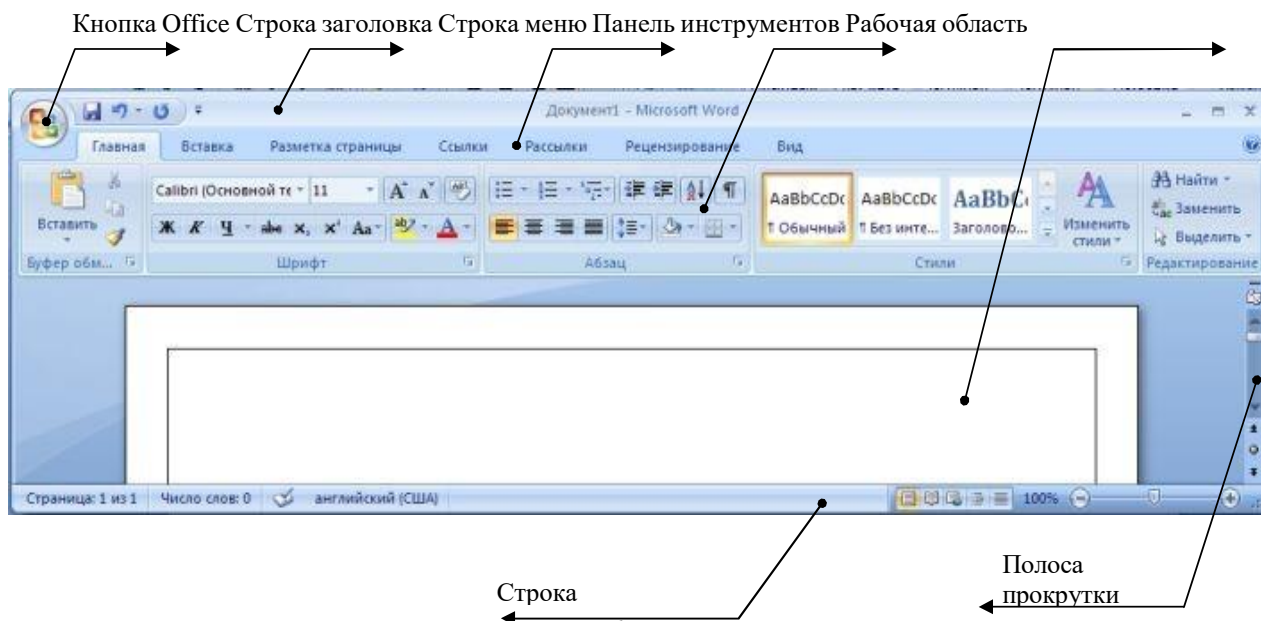 Кнопка Office Строка заголовка Строка меню Панель инструментов Рабочая область
Документ1 - Microsoft Word
Главная Вставка Разметка страницы Ссылки Рассылки Рецензирование Вид
Calibri (Основной те 11
AaBbCcDc AaBbCcDc AaBbC
Найти
Заменить
Выделить
Вставить
Ж К Ч abc x, x² Aa
¶ Обычный ¶ Без инте... Заголово...
Изменить
стили
Буфер обм... Шрифт Абзац Стили Редактирование
Страница: 1 из 1 Число слов: 0 английский (США) 100%
Строка
Полоса
прокрутки